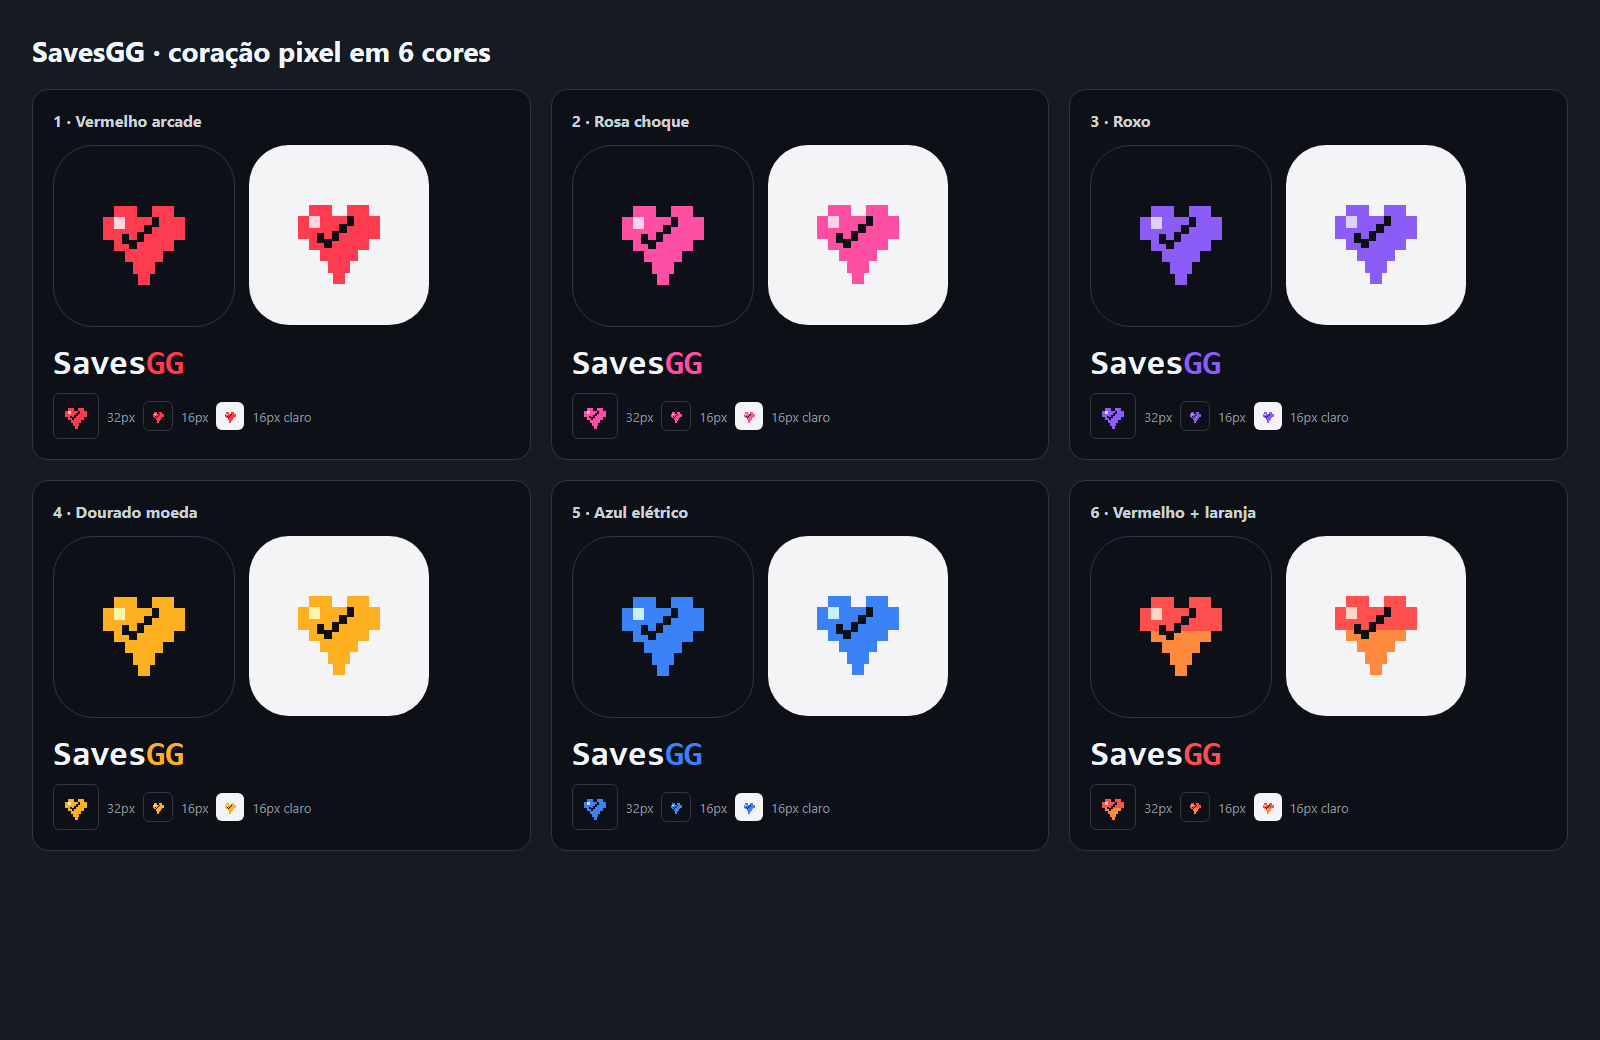 SavesGG · coração pixel em 6 cores
1 · Vermelho arcade
SavesGG
32px 16px 16px claro
2 · Rosa choque
SavesGG
32px 16px 16px claro
3 · Roxo
SavesGG
32px 16px 16px claro
4 · Dourado moeda
SavesGG
32px 16px 16px claro
5 · Azul elétrico
SavesGG
32px 16px 16px claro
6 · Vermelho + laranja
SavesGG
32px 16px 16px claro